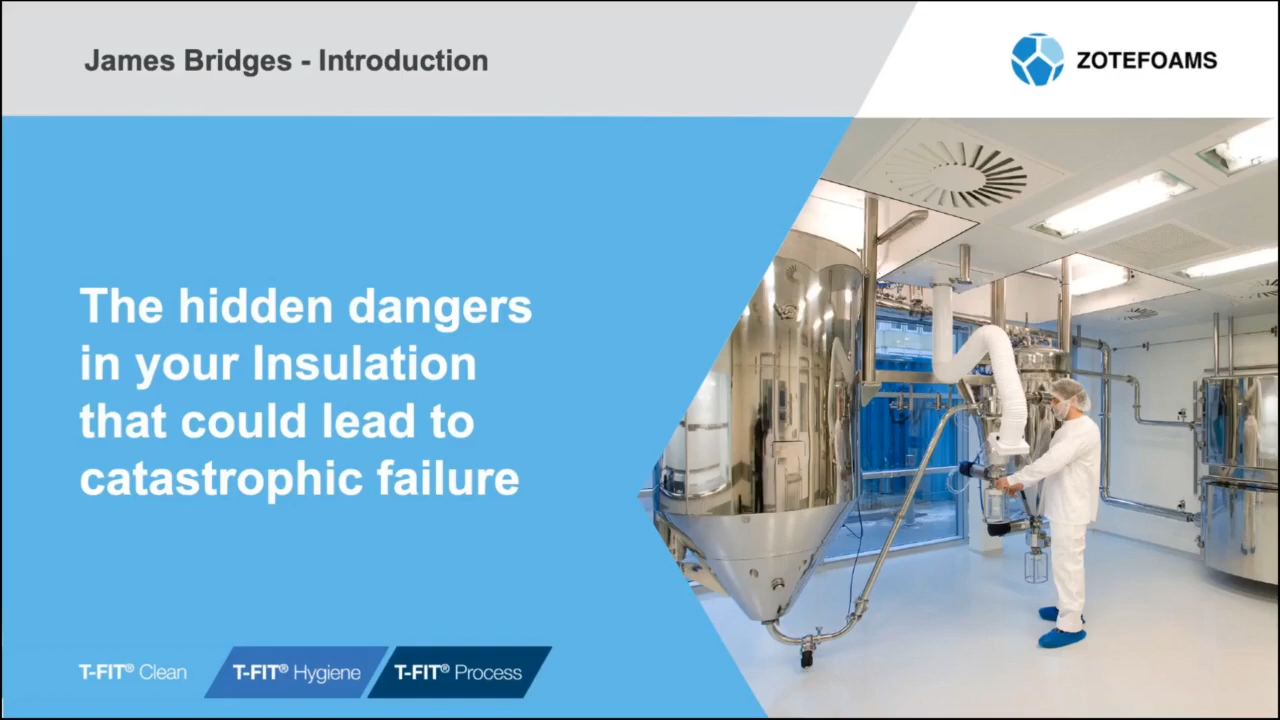 James Bridges - Introduction
ZOTEFOAMS
The hidden dangers
in your Insulation
that could lead to
catastrophic failure
T-FIT® Clean
T-FIT® Hygiene
T-FIT® Process